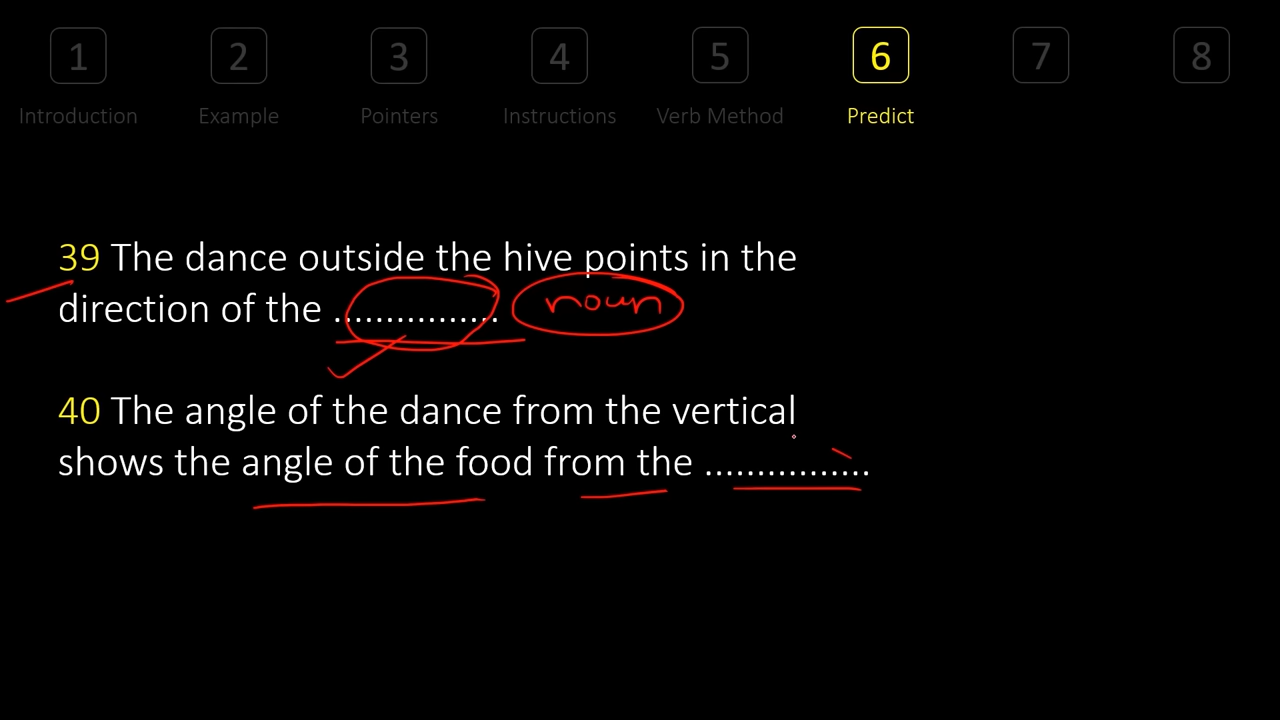 1 2 3 4 5 6 7 8
Introduction Example Pointers Instructions Verb Method Predict
39 The dance outside the hive points in the
direction of the ................ noun
40 The angle of the dance from the vertical
shows the angle of the food from the ................